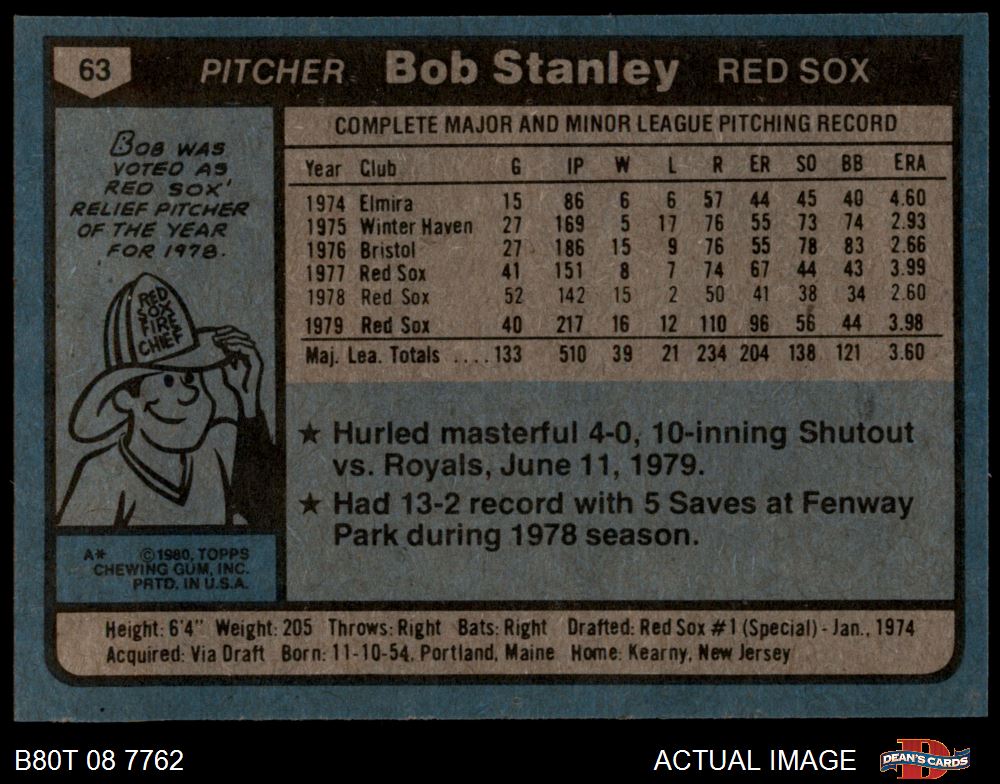 63 PITCHER Bob Stanley RED SOX
BOB WAS
VOTED AS
RED SOX'
RELIEF PITCHER
OF THE YEAR
FOR 1978.
RED
SOX
FIRE
CHIEF
A* ©1980, TOPPS
CHEWING GUM, INC.
PRTD. IN U.S.A.
COMPLETE MAJOR AND MINOR LEAGUE PITCHING RECORD
Year Club G IP W L R ER SO BB ERA
1974 Elmira 15 86 6 6 57 44 45 40 4.60
1975 Winter Haven 27 169 5 17 76 55 73 74 2.93
1976 Bristol 27 186 15 9 76 55 78 83 2.66
1977 Red Sox 41 151 8 7 74 67 44 43 3.99
1978 Red Sox 52 142 15 2 50 41 38 34 2.60
1979 Red Sox 40 217 16 12 110 96 56 44 3.98
Maj. Lea. Totals ....133 510 39 21 234 204 138 121 3.60
★ Hurled masterful 4-0, 10-inning Shutout
vs. Royals, June 11, 1979.
★ Had 13-2 record with 5 Saves at Fenway
Park during 1978 season.
Height: 6'4" Weight: 205 Throws: Right Bats: Right Drafted: Red Sox #1 (Special) - Jan., 1974
Acquired: Via Draft Born: 11-10-54, Portland, Maine Home: Kearny, New Jersey
B80T 08 7762 ACTUAL IMAGE DEAN'S CARDS